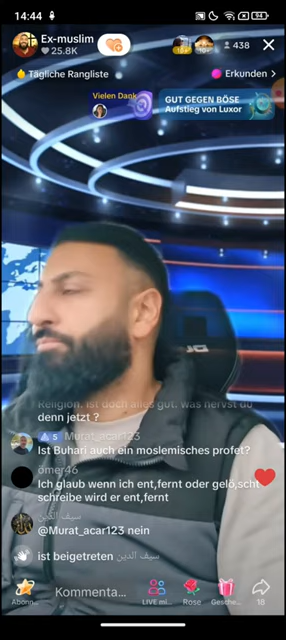 14:44
94
Ex-muslim
25.8K
438
Tägliche Rangliste
Erkunden >
Vielen Dank
GUT GEGEN BÖSE
Aufstieg von Luxor
Religion. ist doch alles gut. was nervst du
denn jetzt ?
S Murat_acar123
Ist Buhari auch ein moslemisches profet?
ömer46
Ich glaub wenn ich ent,fernt oder gelö,scht
schreibe wird er ent,fernt
سيف الدين
@Murat_acar123 nein
ist beigetreten سيف الدين
Abonn...
Kommenta...
LIVE mi...
Rose
Gesche...
18